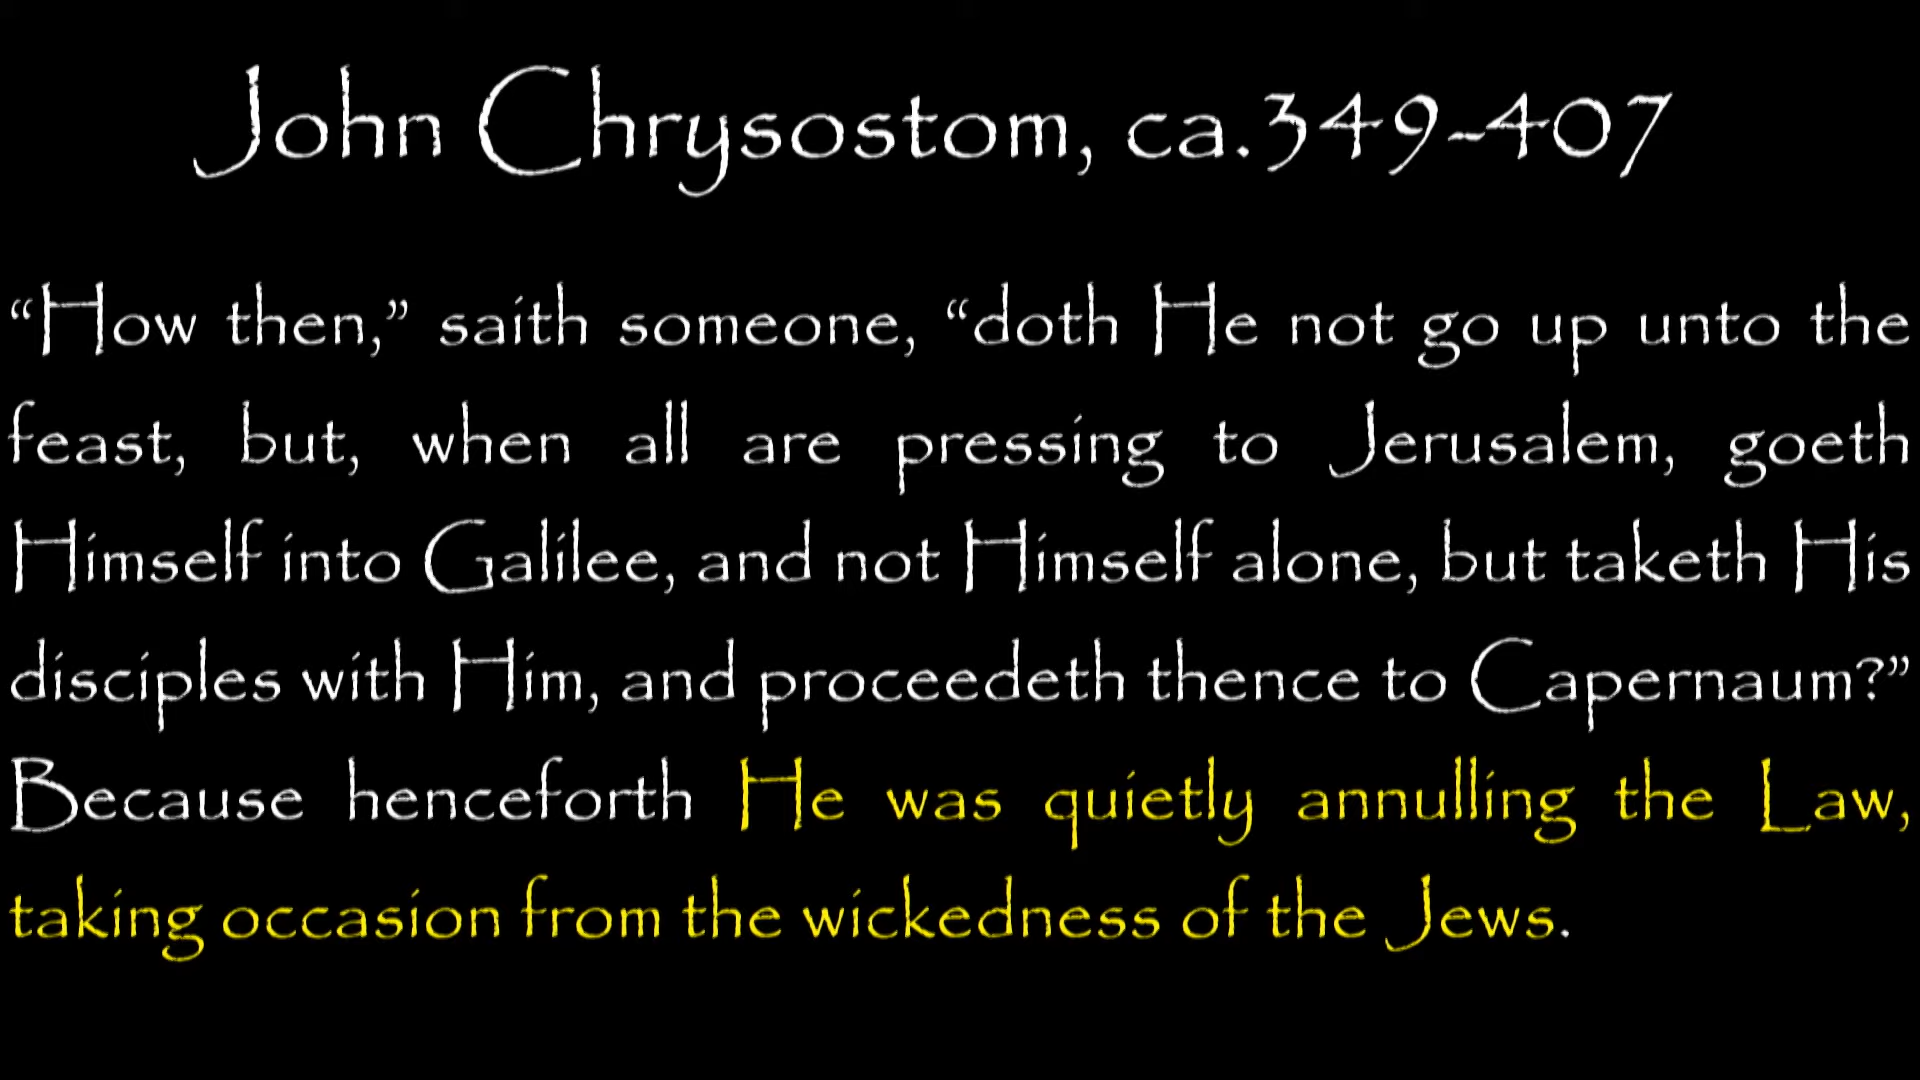 John Chrysostom, ca.349-407
“How then,” saith someone, “doth He not go up unto the
feast, but, when all are pressing to Jerusalem, goeth
Himself into Galilee, and not Himself alone, but taketh His
disciples with Him, and proceedeth thence to Capernaum?”
Because henceforth He was quietly annulling the Law,
taking occasion from the wickedness of the Jews.